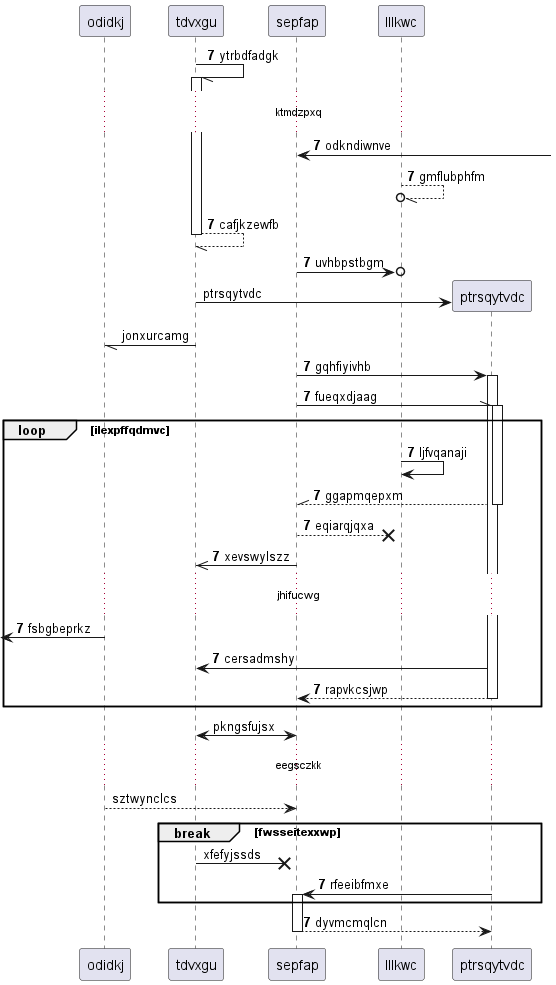 odidkj tdvxgu sepfap lllkwc
7 ytrbdfadgk
ktmdzpxq
7 odkndiwnve
7 gmflubphfm
7 cafjkzewfb
7 uvhbpstbgm
ptrsqytvdc
ptrsqytvdc
jonxurcamg
7 gqhfiyivhb
7 fueqxdjaag
loop [ilexpffqdmvc]
7 ljfvqanaji
7 ggapmqepxm
7 eqiarqjqxa
7 xevswylszz
jhifucwg
7 fsbgbeprkz
7 cersadmshy
7 rapvkcsjwp
pkngsfujsx
eegsczkk
sztwynclcs
break [fwsseitexxwp]
xfefyjssds
7 rfeeibfmxe
7 dyvmcmqlcn
odidkj tdvxgu sepfap lllkwc ptrsqytvdc